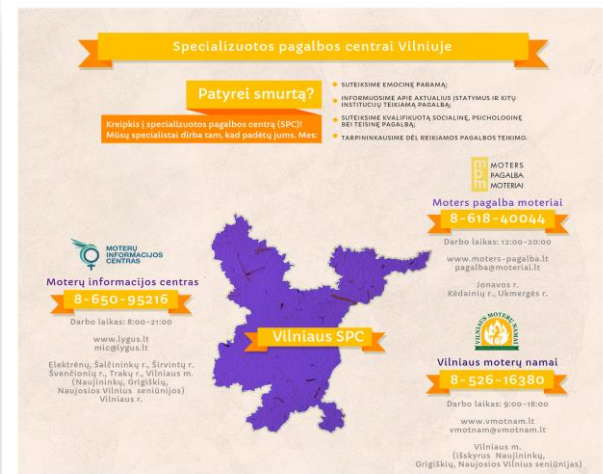 Specializuotos pagalbos centrai Vilniuje
Patyrei smurtą?
Kreipkis į specializuotos pagalbos centrą (SPC)!
Mūsų specialistai dirba tam, kad padėtų jums. Mes:
SUTEIKSIME EMOCINĘ PARAMĄ;
INFORMUOSIME APIE AKTUALIUS ĮSTATYMUS IR KITŲ
INSTITUCIJŲ TEIKIAMĄ PAGALBĄ;
SUTEIKSIME KVALIFIKUOTĄ SOCIALINĘ, PSICHOLOGINĘ
BEI TEISINĘ PAGALBĄ;
TARPININKAUSIME DĖL REIKIAMOS PAGALBOS TEIKIMO.
mpm
MOTERS
PAGALBA
MOTERIAI
Moters pagalba moteriai
8-618-40044
Darbo laikas: 12:00-20:00
www.moters-pagalba.lt
pagalba@moteriai.lt
Jonavos r.
Kėdainių r., Ukmergės r.
MOTERŲ
INFORMACIJOS
CENTRAS
Moterų informacijos centras
8-650-95216
Darbo laikas: 8:00-21:00
www.lygus.lt
mic@lygus.lt
Elektrėnų, Šalčininkų r., Širvintų r.
Švenčionių r., Trakų r., Vilniaus m.
(Naujininkų, Grigiškių,
Naujosios Vilnius seniūnijos)
Vilniaus r.
Vilniaus SPC
VILNIAUS MOTERŲ NAMAI
Vilniaus moterų namai
8-526-16380
Darbo laikas: 9:00-18:00
www.vmotnam.lt
vmotnam@vmotnam.lt
Vilniaus m.
(išskyrus Naujininkų,
Grigiškių, Naujosios Vilnius seniūnijas)